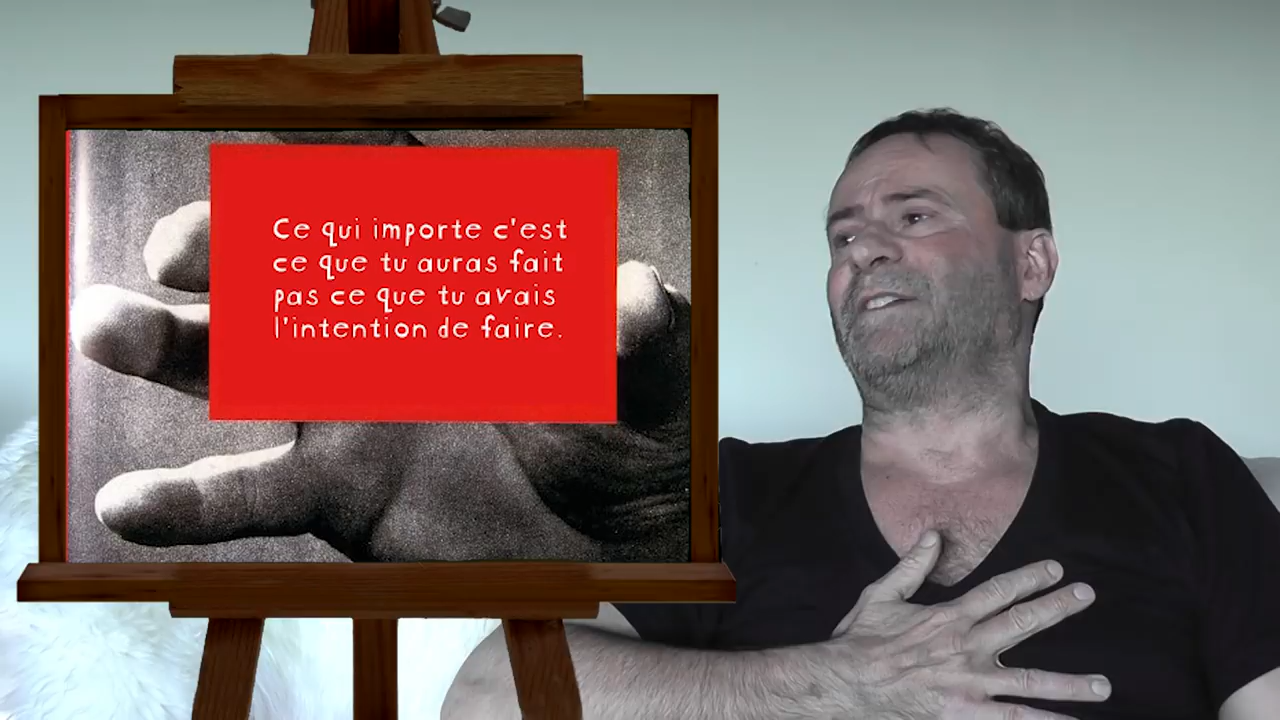 Ce qui importe c'est
ce que tu auras fait
pas ce que tu avais
l'intention de faire.